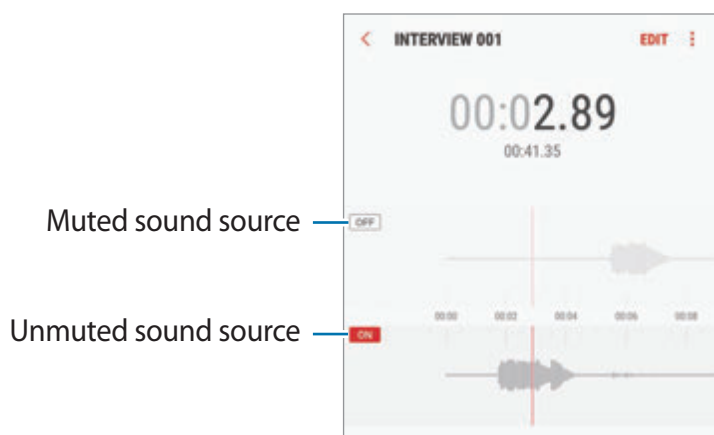 INTERVIEW 001 EDIT
00:02.89
00:41.35
Muted sound source OFF
00:00 00:02 00:04 00:06 00:08
Unmuted sound source ON